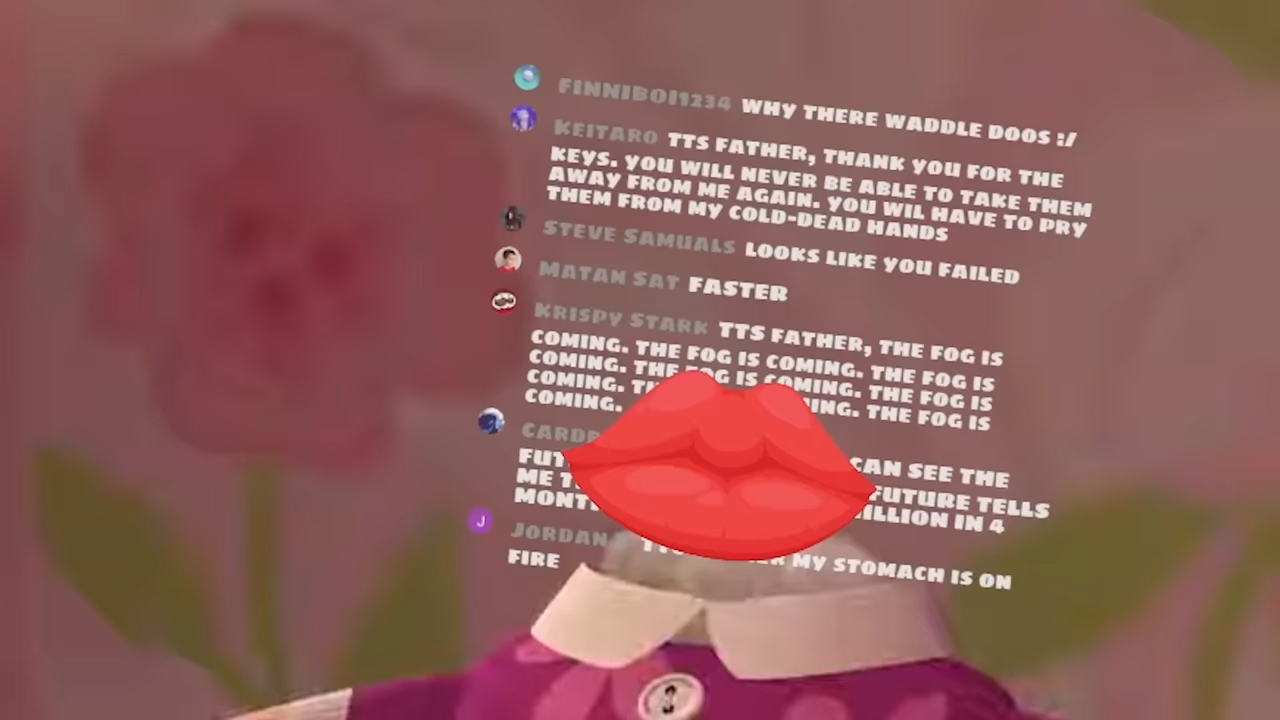 FINNIBOI1234 WHY THERE WADDLE DOOS :/
KEITARO TTS FATHER, THANK YOU FOR THE
KEYS. YOU WILL NEVER BE ABLE TO TAKE THEM
AWAY FROM ME AGAIN. YOU WIL HAVE TO PRY
THEM FROM MY COLD-DEAD HANDS
STEVE SAMUALS LOOKS LIKE YOU FAILED
MATAN SAT FASTER
KRISPY STARK TTS FATHER, THE FOG IS
COMING. THE FOG IS COMING. THE FOG IS
COMING. THE FOG IS COMING. THE FOG IS
COMING. THE FOG IS
COMING.
CAN SEE THE
FUTURE TELLS
ME
MILLION IN 4
JORDAN MY STOMACH IS ON
FIRE
J